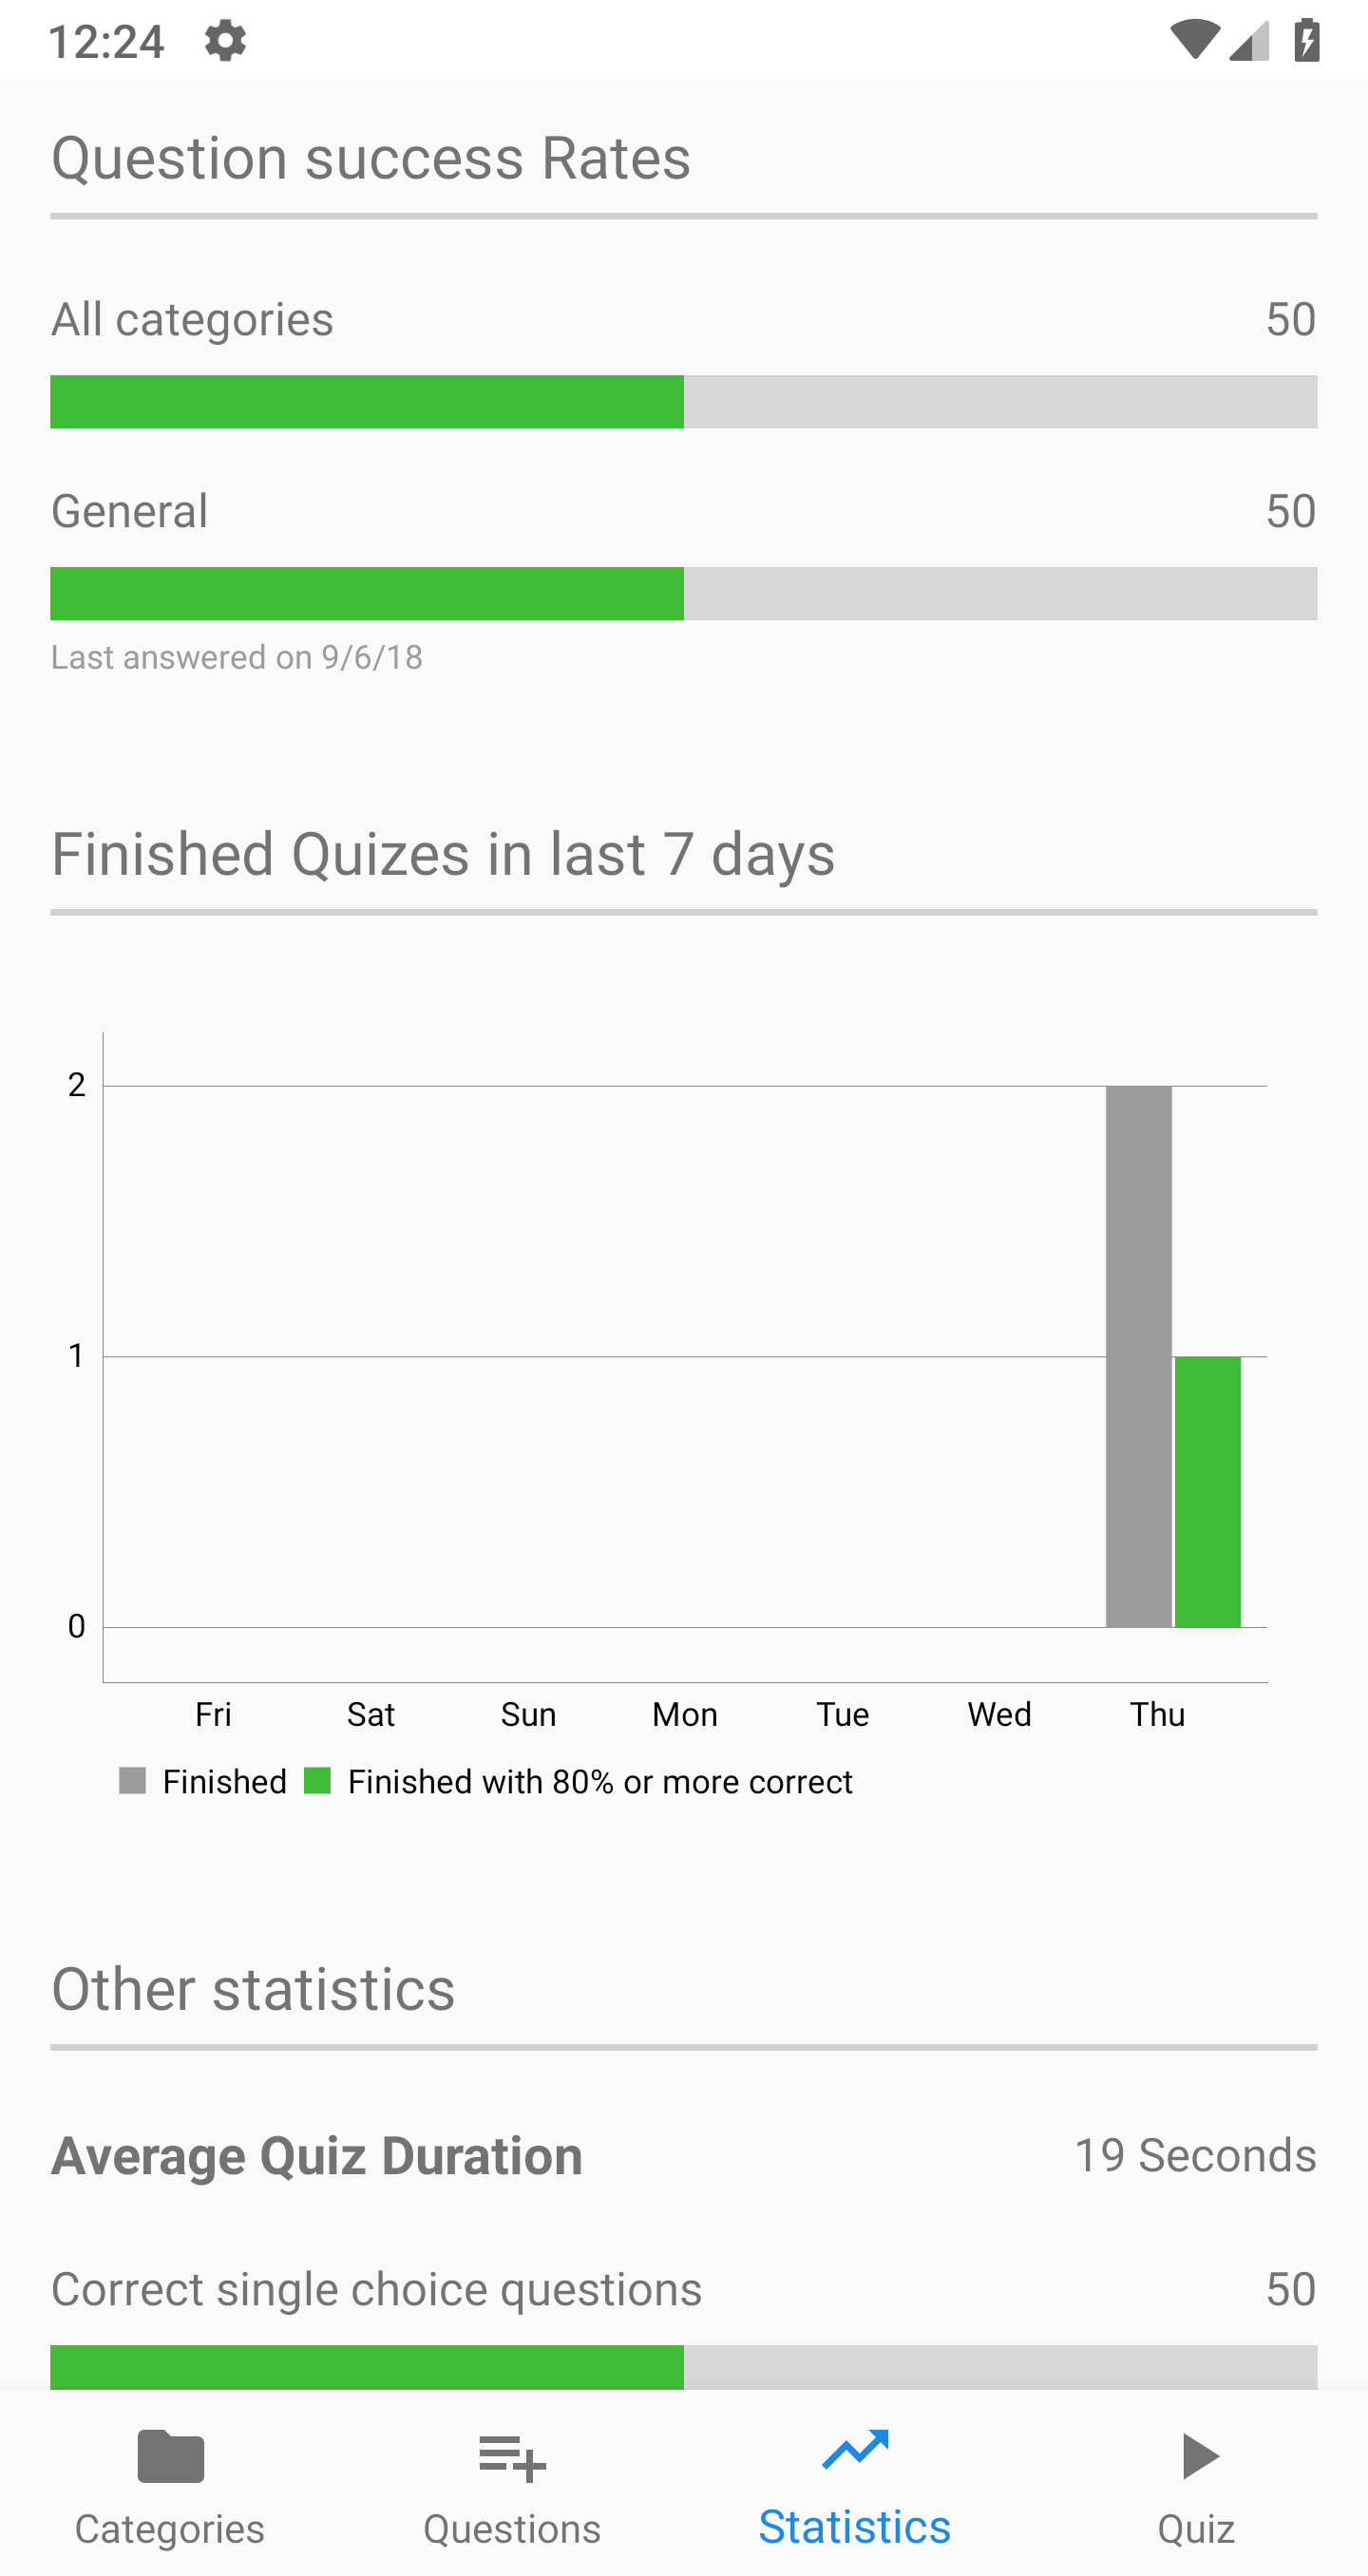 12:24
Question success Rates
All categories 50
General 50
Last answered on 9/6/18
Finished Quizes in last 7 days
2
1
0
Fri Sat Sun Mon Tue Wed Thu
Finished Finished with 80% or more correct
Other statistics
Average Quiz Duration 19 Seconds
Correct single choice questions 50
Categories Questions Statistics Quiz